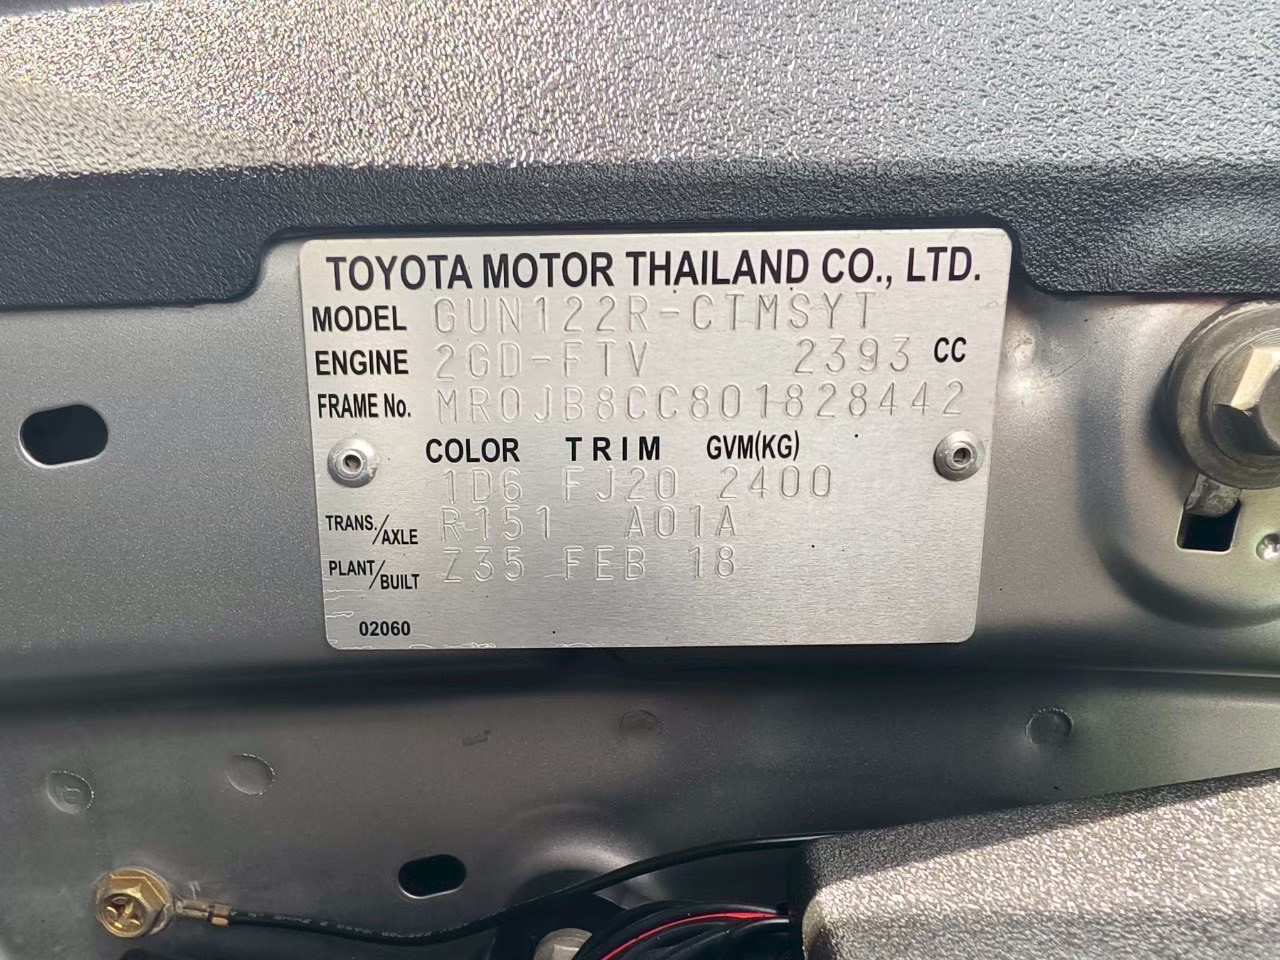 TOYOTA MOTOR THAILAND CO., LTD.
MODEL GUN122R-CTMSYT
ENGINE 2GD-FTV 2393 CC
FRAME No. MR0JB8CC801828442
COLOR TRIM GVM(KG)
1D6 FJ20 2400
TRANS./AXLE R151 A01A
PLANT/BUILT Z35 FEB 18
02060